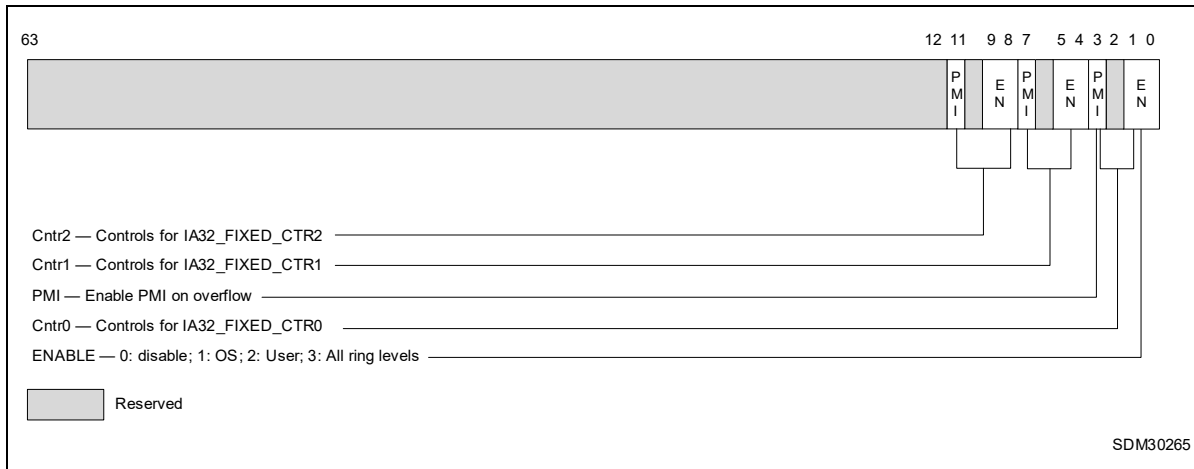 63 12 11 9 8 7 5 4 3 2 1 0
P M I E N P M I E N P M I E N
Cntr2 — Controls for IA32_FIXED_CTR2
Cntr1 — Controls for IA32_FIXED_CTR1
PMI — Enable PMI on overflow
Cntr0 — Controls for IA32_FIXED_CTR0
ENABLE — 0: disable; 1: OS; 2: User; 3: All ring levels
Reserved
SDM30265